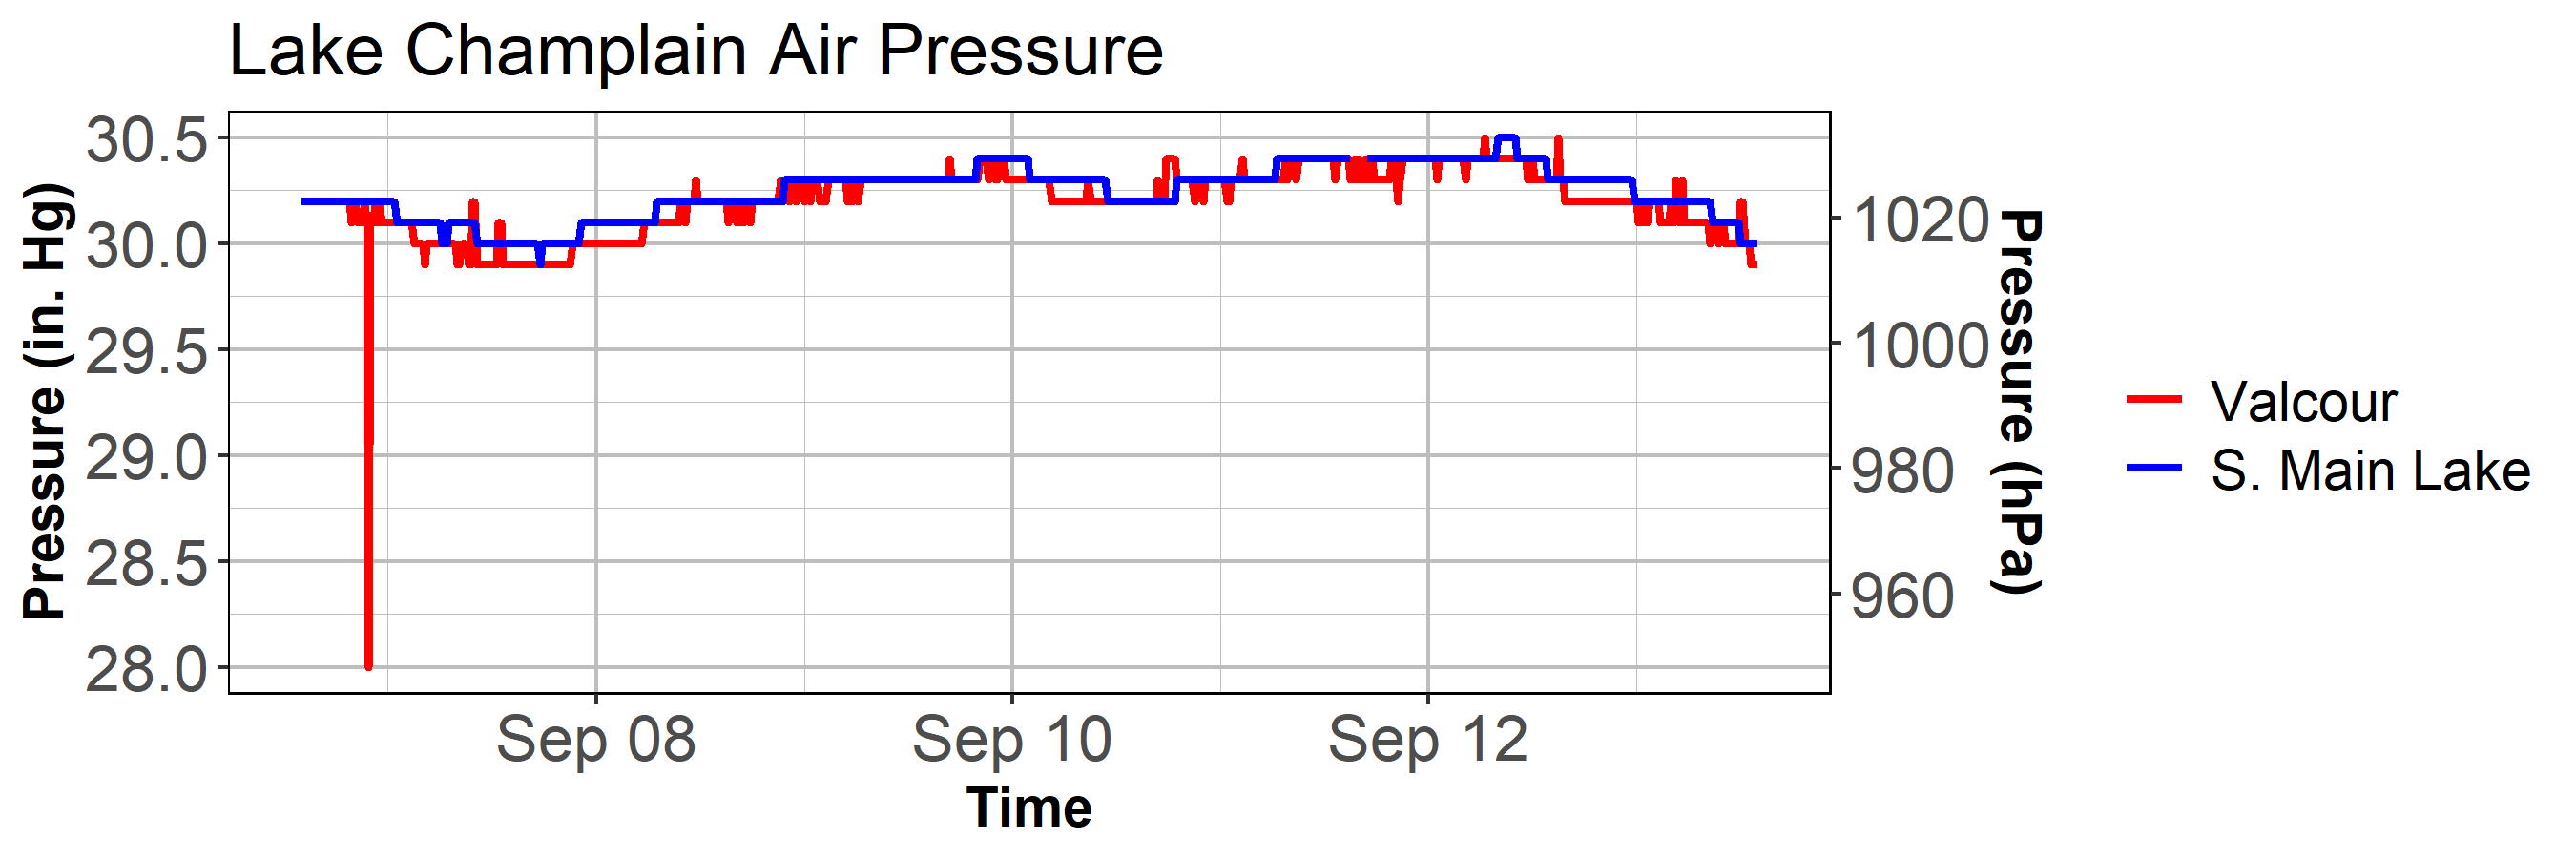 Lake Champlain Air Pressure
30.5
30.0
29.5
29.0
28.5
28.0
Pressure (in. Hg)
1020
1000
980
960
Pressure (hPa)
Sep 08
Sep 10
Sep 12
Time
Valcour
S. Main Lake